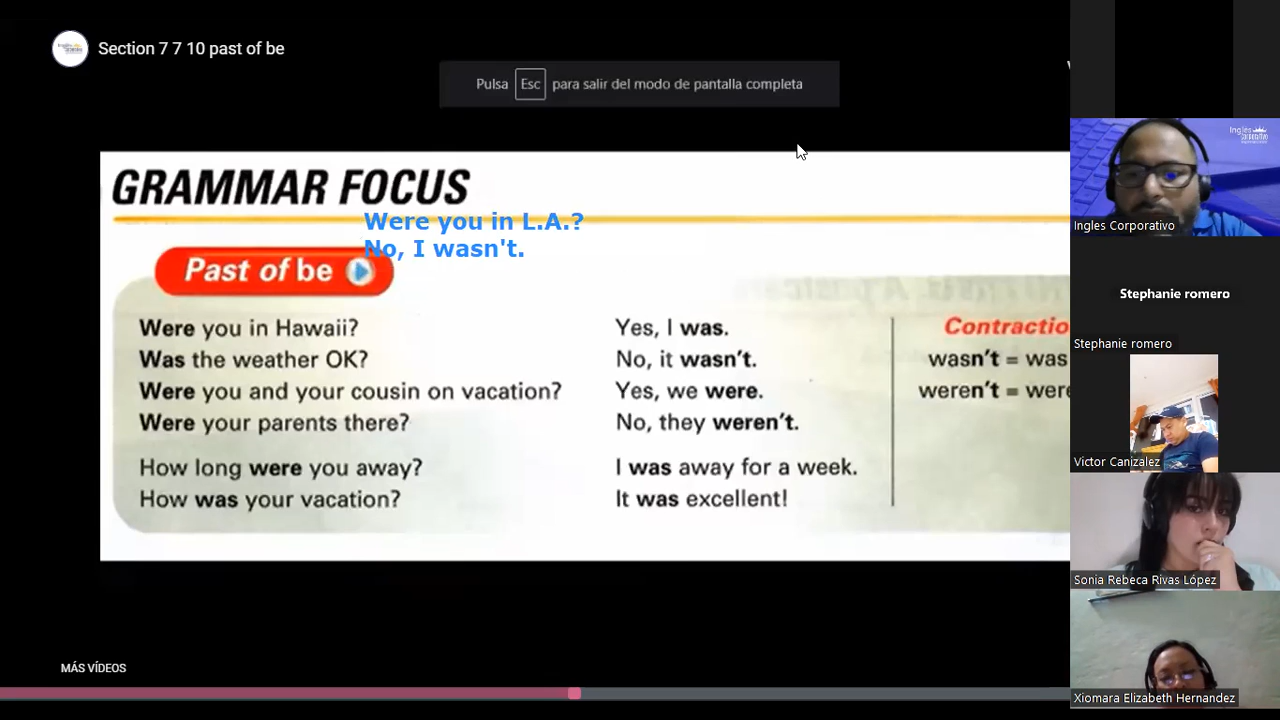 Section 7 7 10 past of be
Pulsa Esc para salir del modo de pantalla completa
GRAMMAR FOCUS
Were you in L.A.?
No, I wasn't.
Past of be
Were you in Hawaii? Yes, I was.
Was the weather OK? No, it wasn't.
Were you and your cousin on vacation? Yes, we were.
Were your parents there? No, they weren't.
How long were you away? I was away for a week.
How was your vacation? It was excellent!
Contractio
wasn't = was
weren't = were
MÁS VÍDEOS
Ingles Corporativo
Stephanie romero
Stephanie romero
Victor Canizalez
Sonia Rebeca Rivas López
Xiomara Elizabeth Hernandez